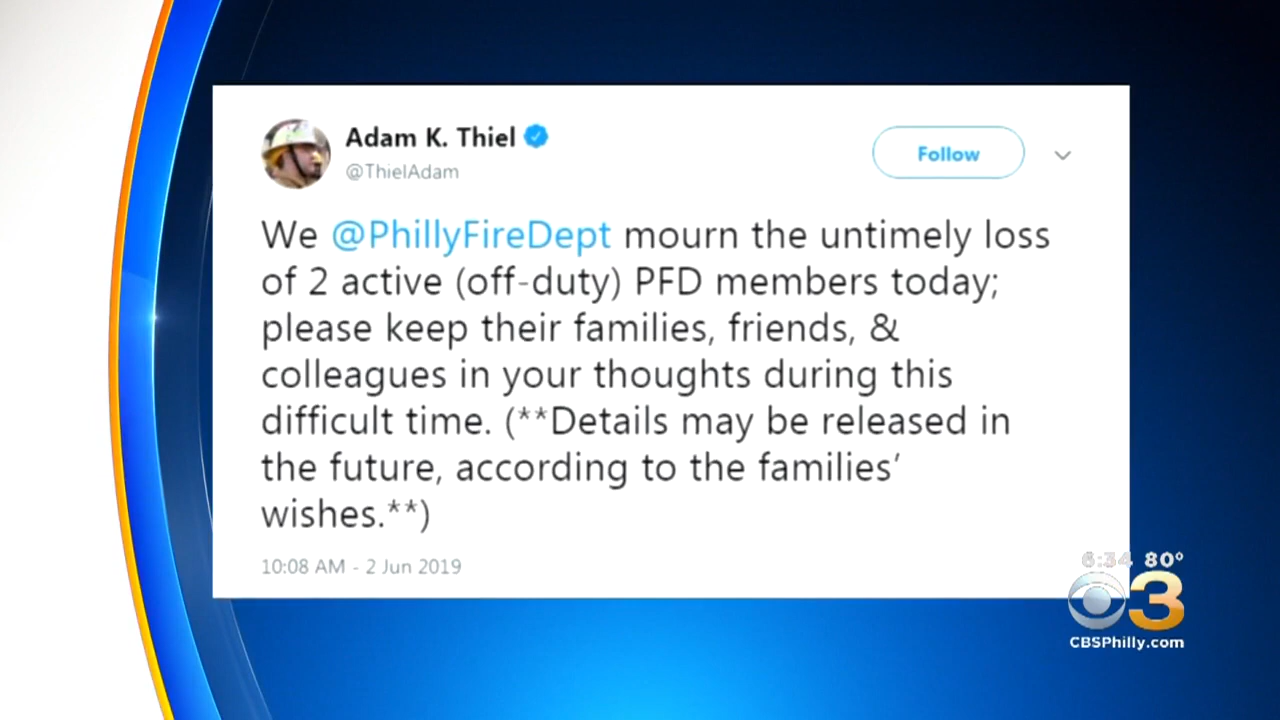 Adam K. Thiel
@ThielAdam
Follow
We @PhillyFireDept mourn the untimely loss
of 2 active (off-duty) PFD members today;
please keep their families, friends, &
colleagues in your thoughts during this
difficult time. (**Details may be released in
the future, according to the families’
wishes.**)
10:08 AM - 2 Jun 2019
6:34 80°
3
CBSPhilly.com